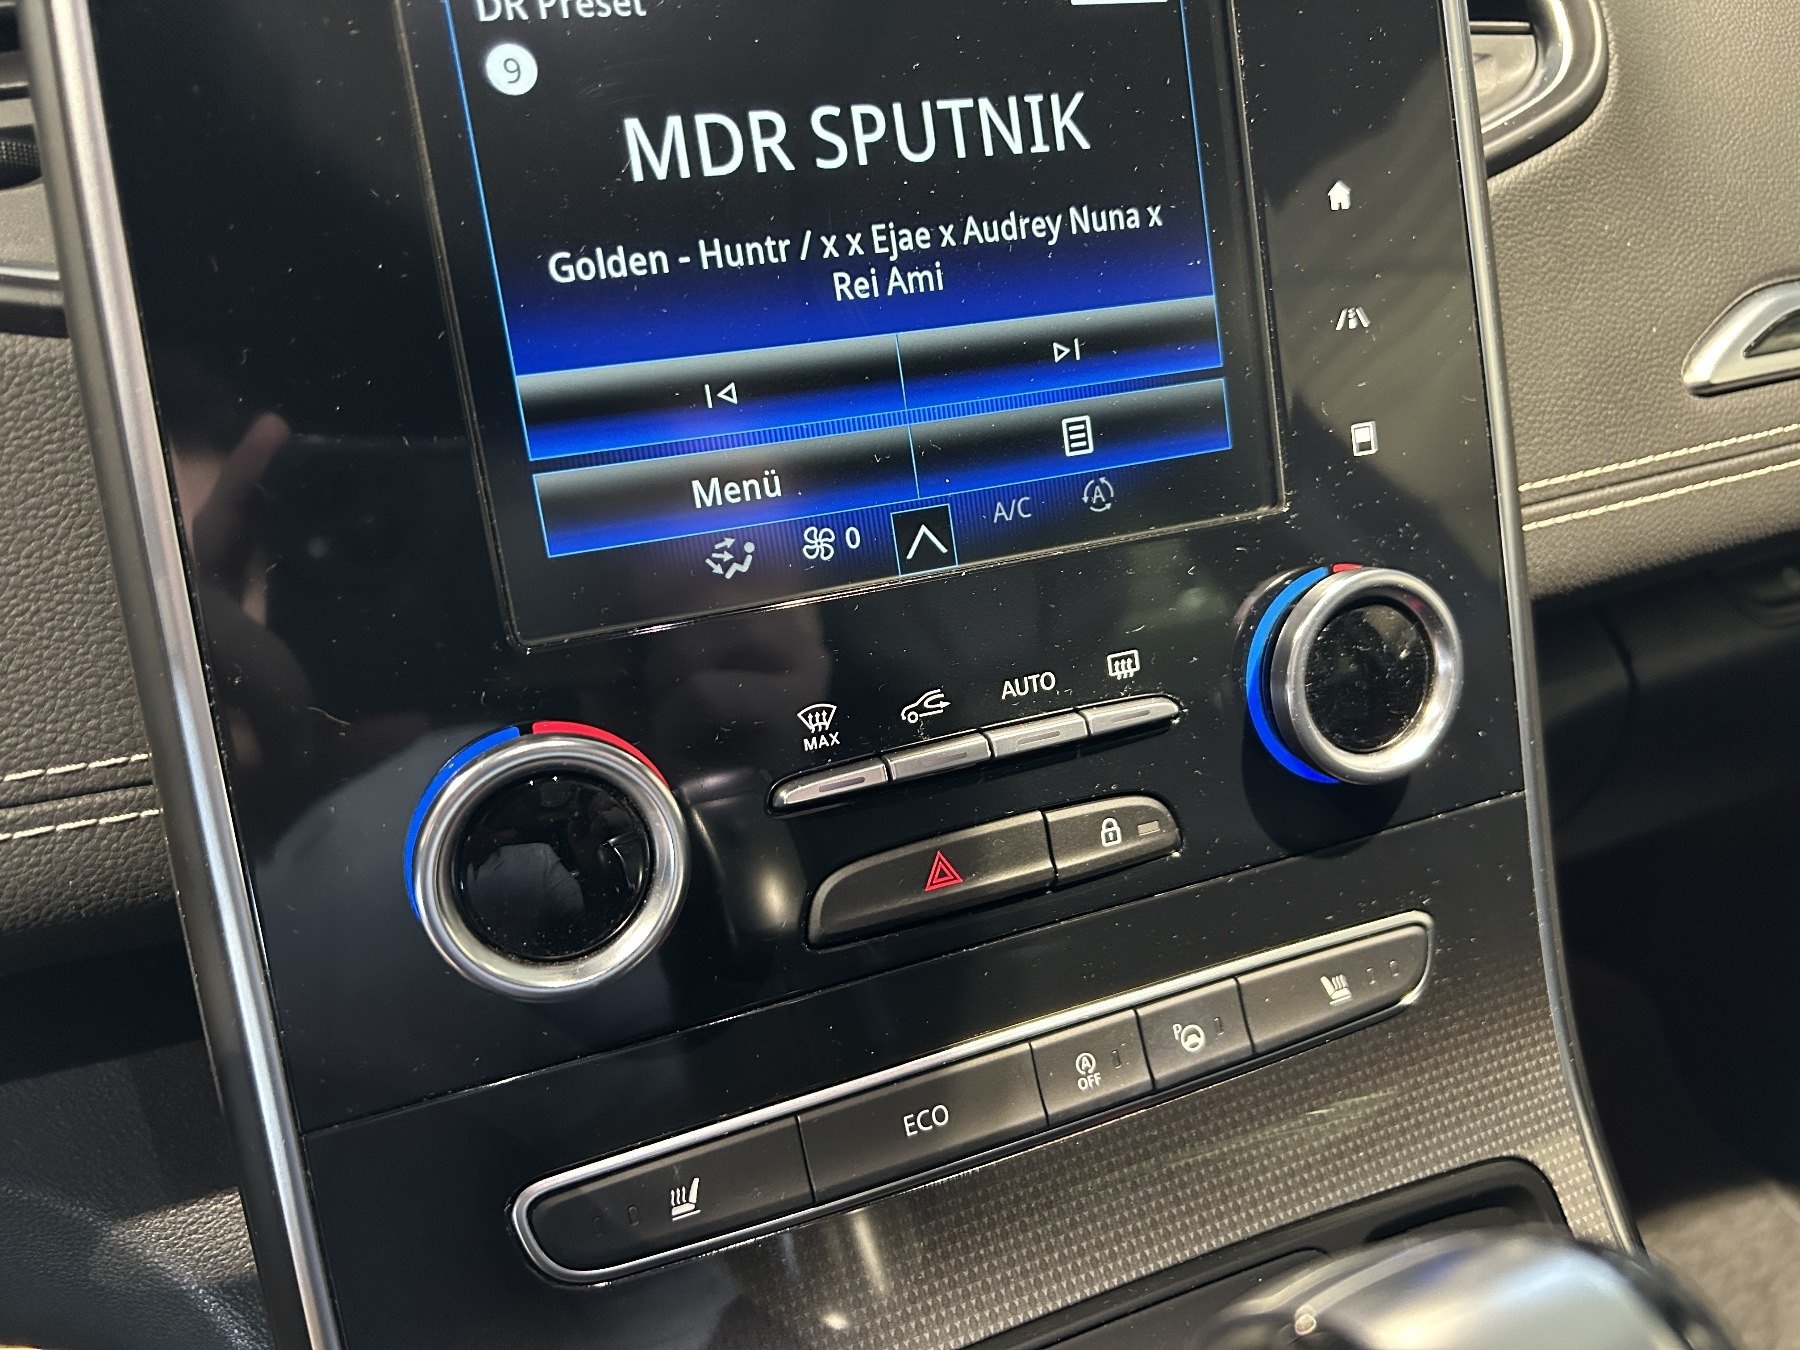 DR Preset
9
MDR SPUTNIK
Golden - Huntr / x x Ejae x Audrey Nuna x
Rei Ami
Menü
0
A/C
A
MAX
AUTO
ECO
A
OFF
P